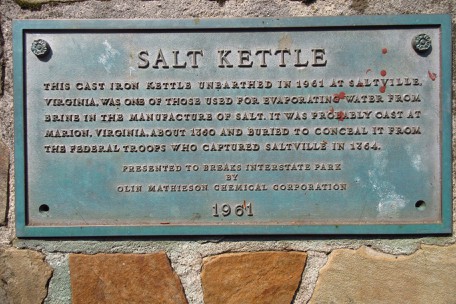 SALT KETTLE
THIS CAST IRON KETTLE UNEARTHED IN 1961 AT SALTVILLE,
VIRGINIA, WAS ONE OF THOSE USED FOR EVAPORATING WATER FROM
BRINE IN THE MANUFACTURE OF SALT. IT WAS PROBABLY CAST AT
MARION, VIRGINIA, ABOUT 1860 AND BURIED TO CONCEAL IT FROM
THE FEDERAL TROOPS WHO CAPTURED SALTVILLE IN 1864.
PRESENTED TO BREAKS INTERSTATE PARK
BY
OLIN MATHIESON CHEMICAL CORPORATION
1961